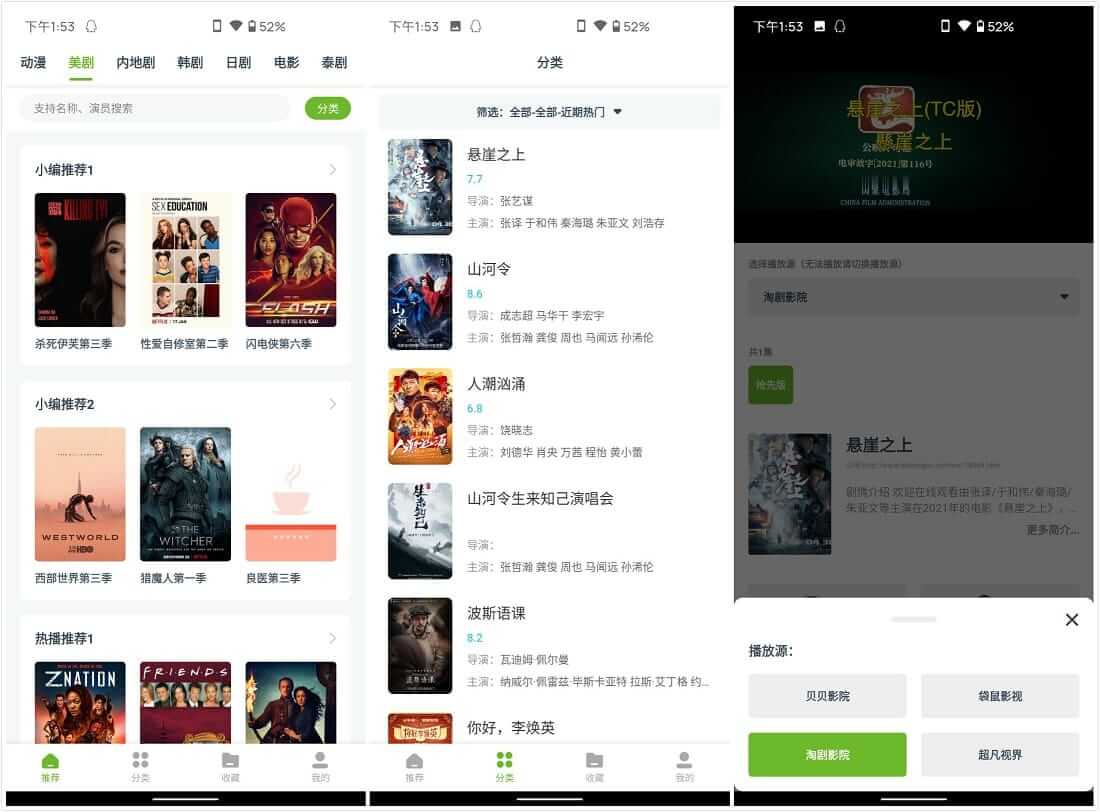 下午1:53
52%
动漫 美剧 内地剧 韩剧 日剧 电影 泰剧
支持名称、演员搜索
分类
小编推荐1
KILLING EVE
SEX EDUCATION
FLASH
杀死伊芙第三季
性爱自修室第二季
闪电侠第六季
小编推荐2
WESTWORLD
HBO
THE WITCHER
西部世界第三季
猎魔人第一季
良医第三季
热播推荐1
ZNATION
FRIENDS
推荐
分类
收藏
我的
下午1:53
52%
分类
筛选：全部-全部-近期热门
悬崖之上
7.7
导演：张艺谋
主演：张译 于和伟 秦海璐 朱亚文 刘浩存
山河令
8.6
导演：成志超 马华干 李宏宇
主演：张哲瀚 龚俊 周也 马闻远 孙浠伦
人潮汹涌
6.8
导演：饶晓志
主演：刘德华 肖央 万茜 程怡 黄小蕾
山河令生来知己演唱会
导演：
主演：张哲瀚 龚俊 周也 马闻远 孙浠伦
波斯语课
8.2
导演：瓦迪姆·佩尔曼
主演：纳威尔·佩雷兹·毕斯卡亚特 拉斯·艾丁格 约...
你好，李焕英
推荐
分类
收藏
我的
下午1:53
52%
悬崖之上(TC版)
懸崖之上
电审故字[2021]第116号
CHINA FILM ADMINISTRATION
选择播放源（无法播放请切换播放源）
淘剧影院
共1集
抢先版
悬崖之上
剧情介绍 欢迎在线观看由张译/于和伟/秦海璐/
朱亚文等主演在2021年的电影《悬崖之上》，...
更多简介...
播放源：
贝贝影院
袋鼠影视
淘剧影院
超凡视界